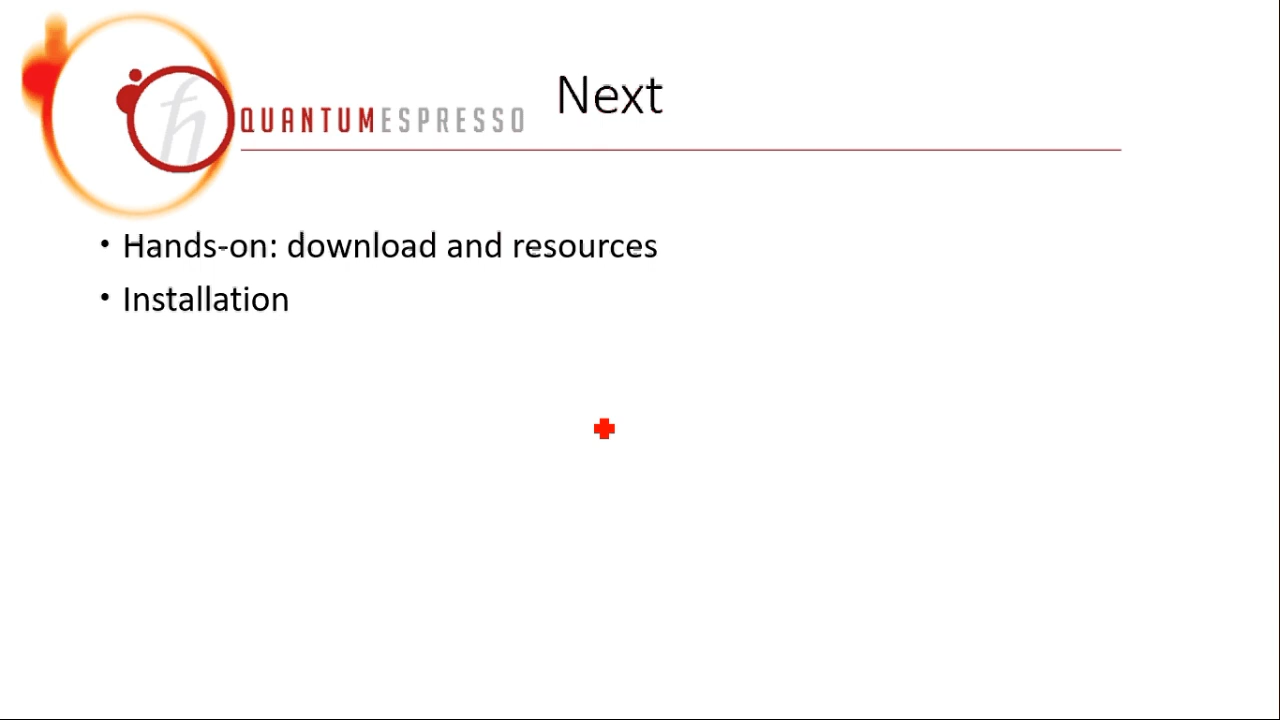 QUANTUMESPRESSO
Next
• Hands-on: download and resources
• Installation